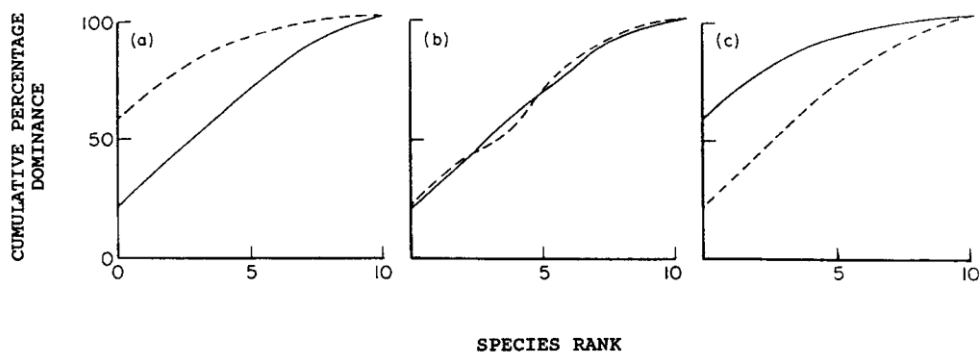 100
50
0
CUMULATIVE PERCENTAGE
DOMINANCE
(a)
(b)
(c)
0 5 10
5 10
5 10
SPECIES RANK